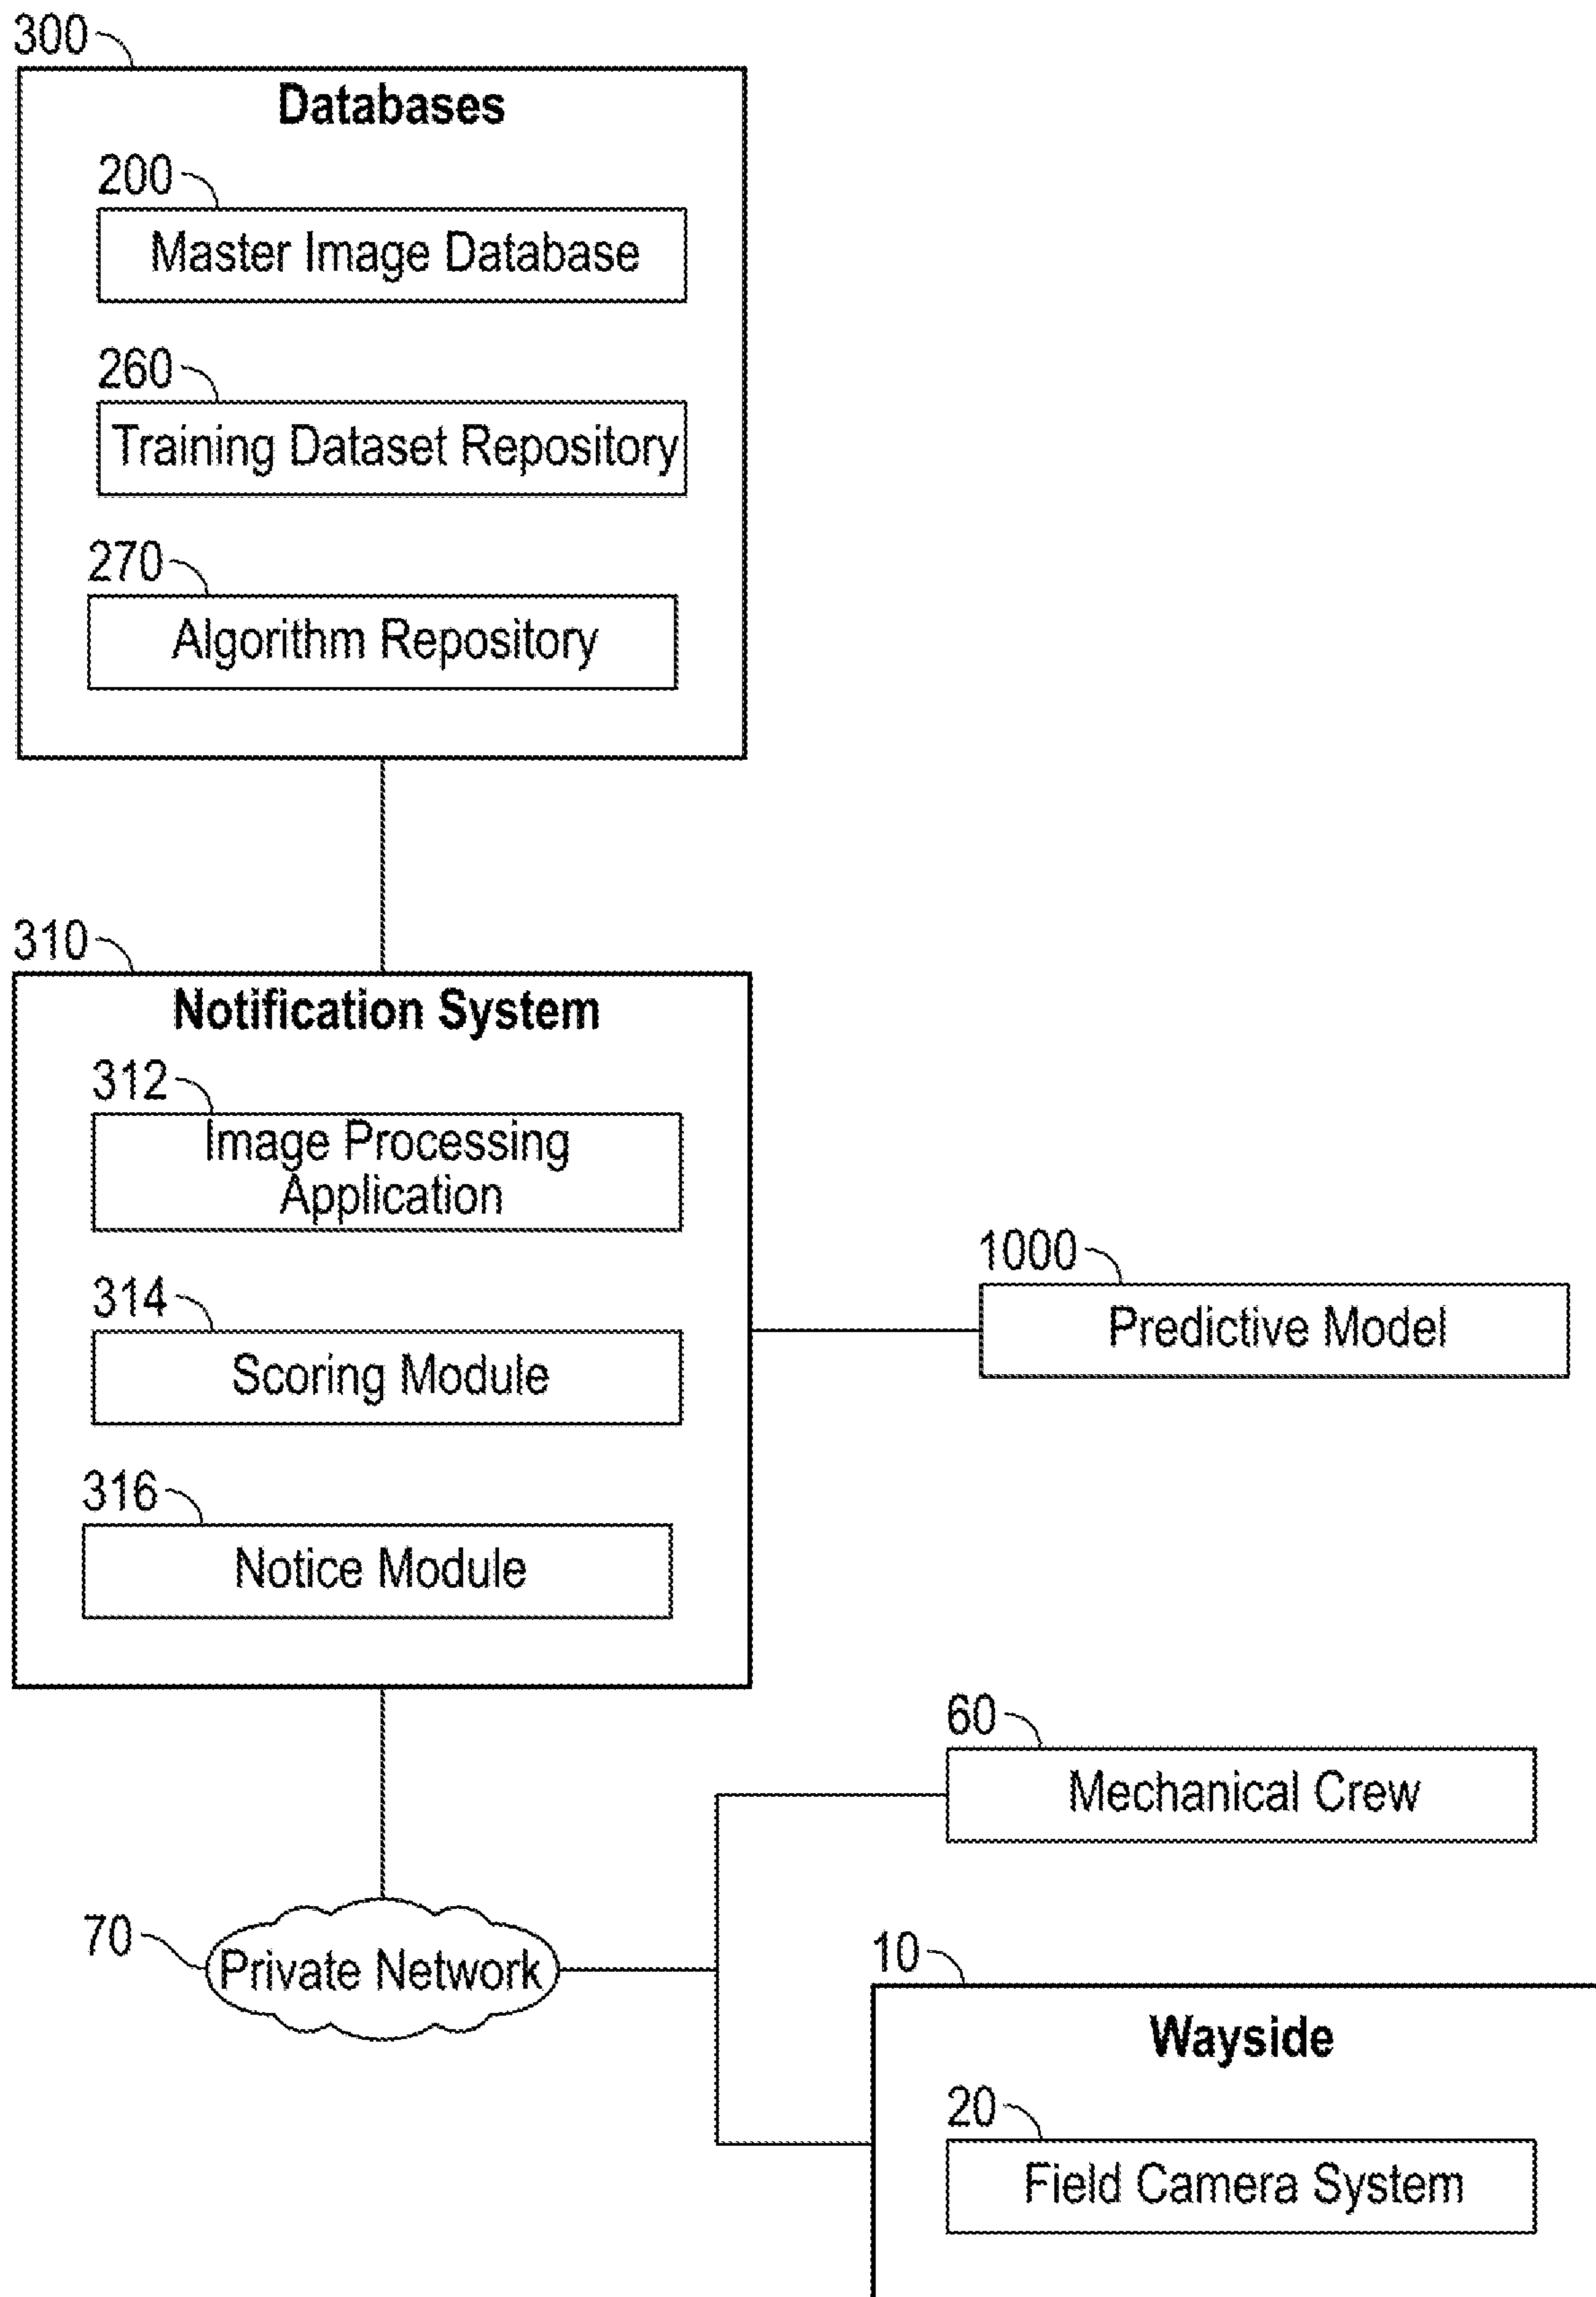 300
Databases
200
Master Image Database
260
Training Dataset Repository
270
Algorithm Repository
310
Notification System
312
Image Processing
Application
314
Scoring Module
316
Notice Module
1000
Predictive Model
60
Mechanical Crew
70
Private Network
10
Wayside
20
Field Camera System